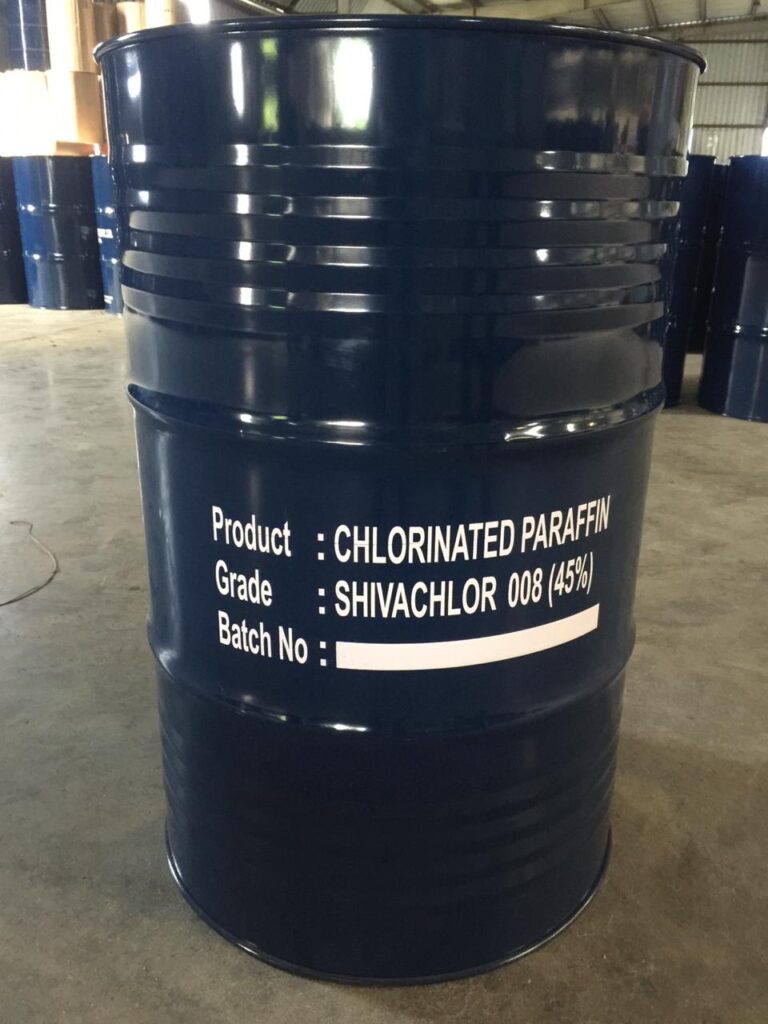 Product : CHLORINATED PARAFFIN
Grade : SHIVACHLOR 008 (45%)
Batch No :